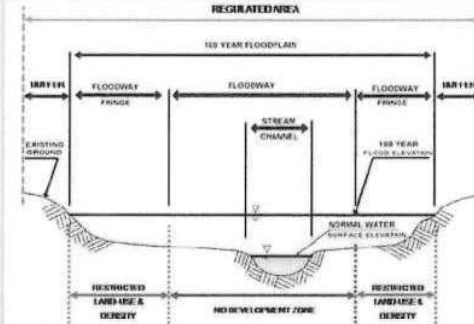 REGULATED AREA
100 YEAR FLOODPLAIN
BUFFER
FLOODWAY
FRINGE
FLOODWAY
FLOODWAY
FRINGE
BUFFER
STREAM
CHANNEL
EXISTING
GROUND
100 YEAR
FLOOD ELEVATION
NORMAL WATER
SURFACE ELEVATION
RESTRICTED
LAND-USE &
DENSITY
NO DEVELOPMENT ZONE
RESTRICTED
LAND-USE &
DENSITY